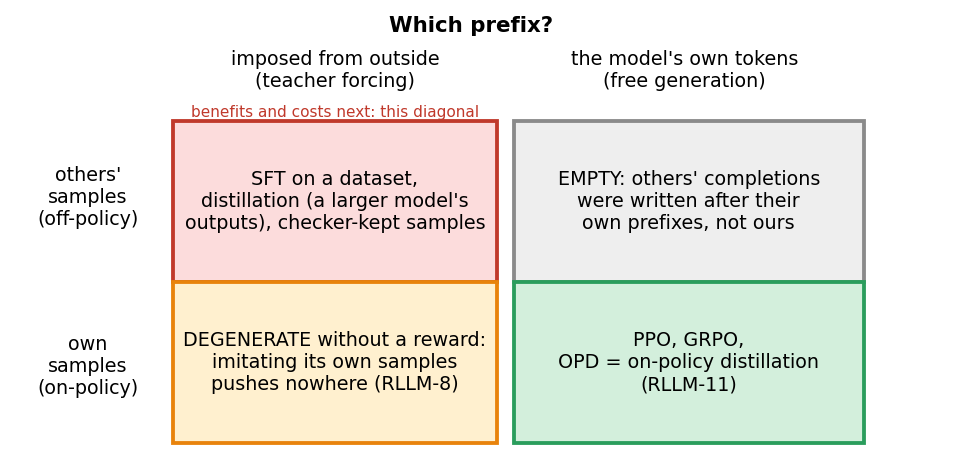 Which prefix?
imposed from outside
(teacher forcing)
the model's own tokens
(free generation)
benefits and costs next: this diagonal
others'
samples
(off-policy)
SFT on a dataset,
distillation (a larger model's
outputs), checker-kept samples
EMPTY: others' completions
were written after their
own prefixes, not ours
own
samples
(on-policy)
DEGENERATE without a reward:
imitating its own samples
pushes nowhere (RLLM-8)
PPO, GRPO,
OPD = on-policy distillation
(RLLM-11)